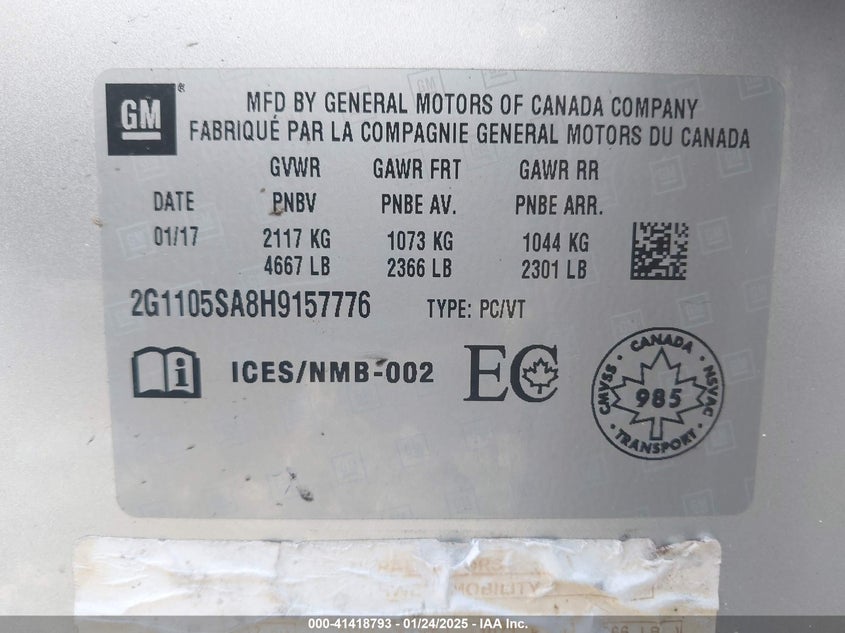 GM®
MFD BY GENERAL MOTORS OF CANADA COMPANY
FABRIQUÉ PAR LA COMPAGNIE GENERAL MOTORS DU CANADA
GVWR GAWR FRT GAWR RR
DATE PNBV PNBE AV. PNBE ARR.
01/17 2117 KG 1073 KG 1044 KG
4667 LB 2366 LB 2301 LB
2G1105SA8H9157776 TYPE: PC/VT
ICES/NMB-002 EC
CANADA
CMVSS 985 NSVAC
TRANSPORT
000-41418793 - 01/24/2025 - IAA Inc.